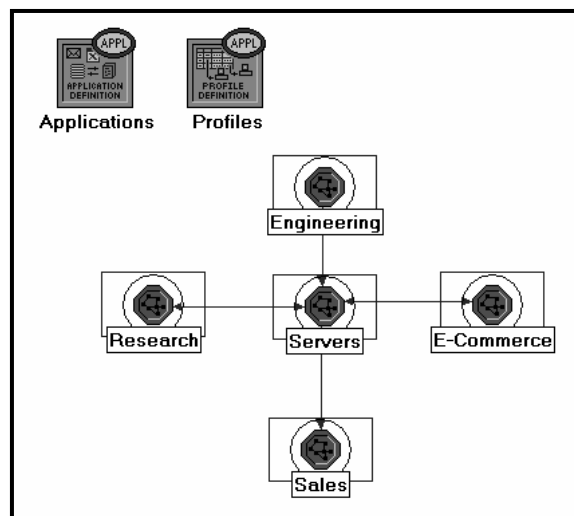 APPL
APPLICATION
DEFINITION
Applications
APPL
PROFILE
DEFINITION
Profiles
Engineering
Research
Servers
E-Commerce
Sales